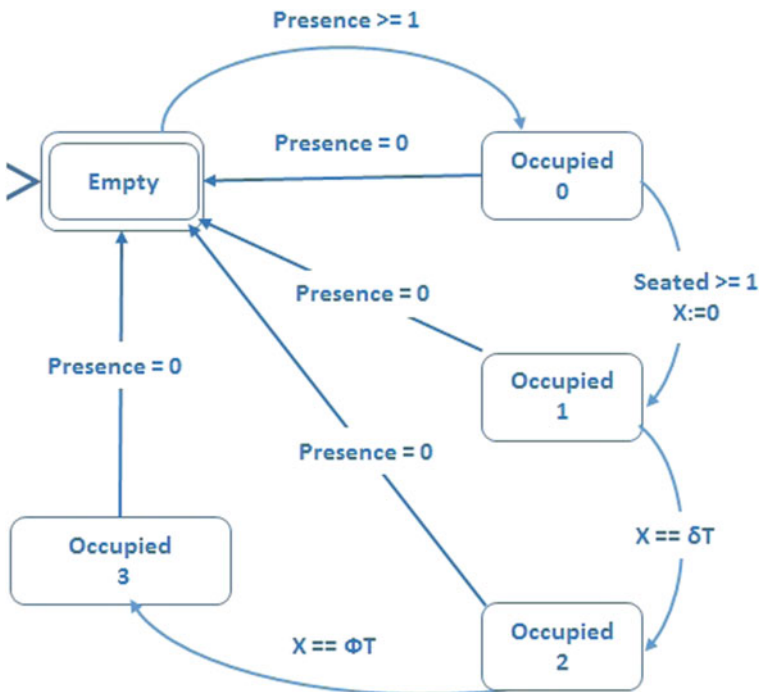 Presence >= 1
Presence = 0
Empty
Occupied
0
Seated >= 1
X:=0
Presence = 0
Presence = 0
Occupied
1
Presence = 0
X == δT
Occupied
3
X == ΦT
Occupied
2